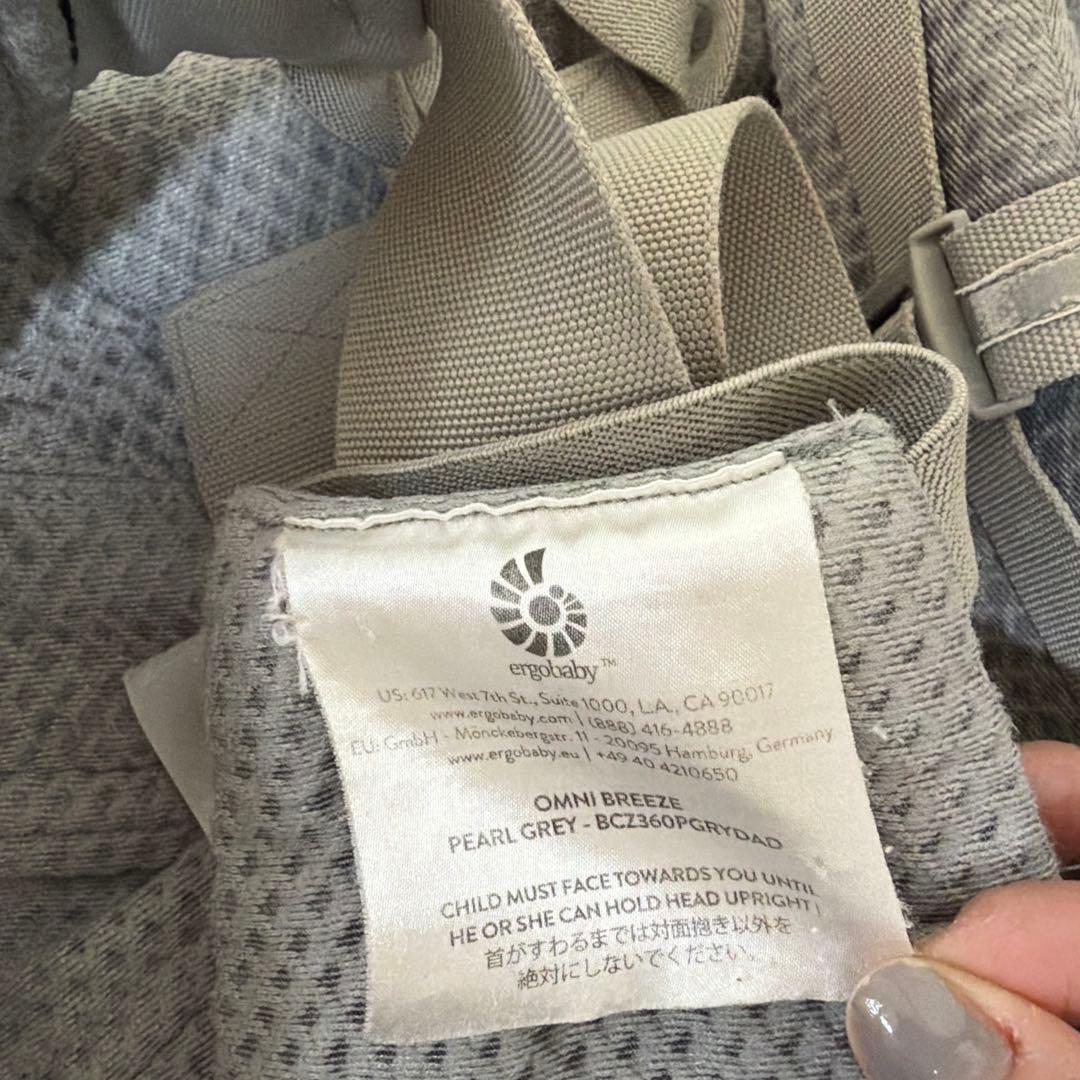 ergobaby™
US: 617 West 7th St., Suite 1000, L.A., CA 90017
www.ergobaby.com | (888) 416-4888
EU: GmbH - Mönckebergstr. 11 - 20095 Hamburg, Germany
www.ergobaby.eu | +49 40 4210650
OMNI BREEZE
PEARL GREY - BCZ360PGRYDAD
CHILD MUST FACE TOWARDS YOU UNTIL
HE OR SHE CAN HOLD HEAD UPRIGHT !
首がすわるまでは対面抱き以外を
絶対にしないでください。